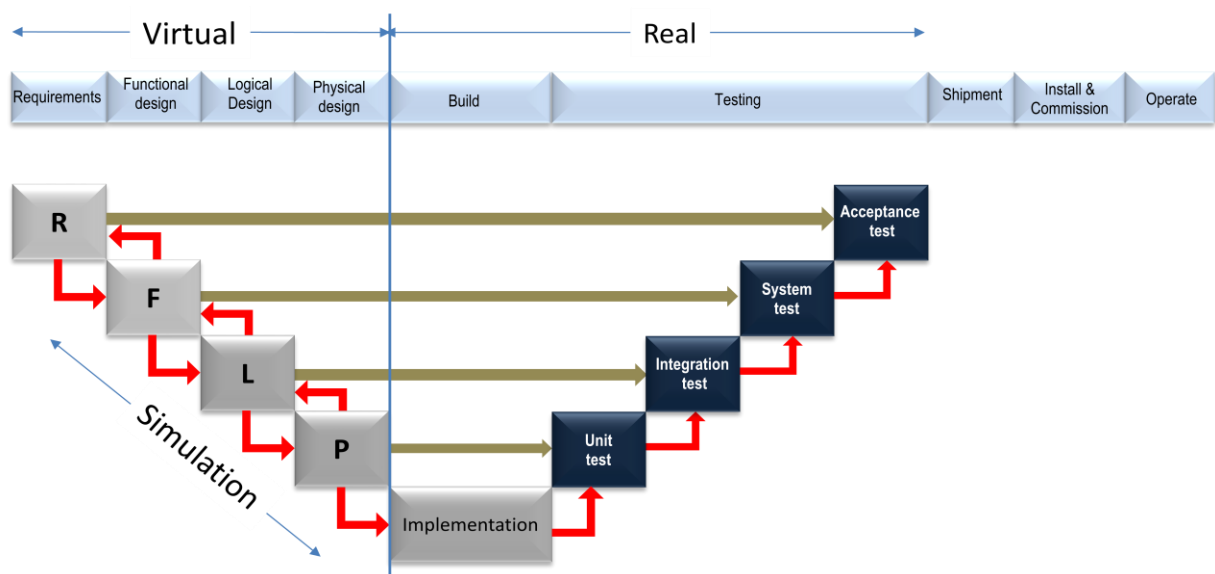 Virtual
Real
Requirements
Functional
design
Logical
Design
Physical
design
Build
Testing
Shipment
Install &
Commission
Operate
R
Acceptance
test
F
System
test
L
Integration
test
Simulation
P
Unit
test
Implementation